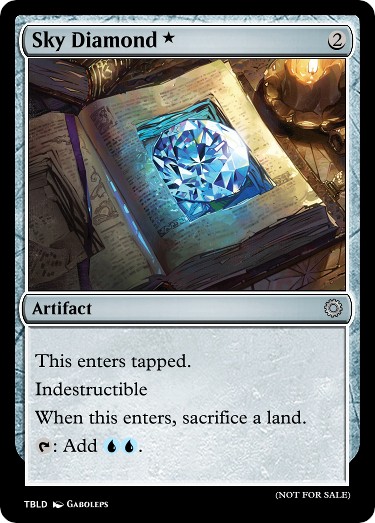 Sky Diamond ★ 2
Artifact
This enters tapped.
Indestructible
When this enters, sacrifice a land.
: Add .
TBLD GABOLEPS (NOT FOR SALE)